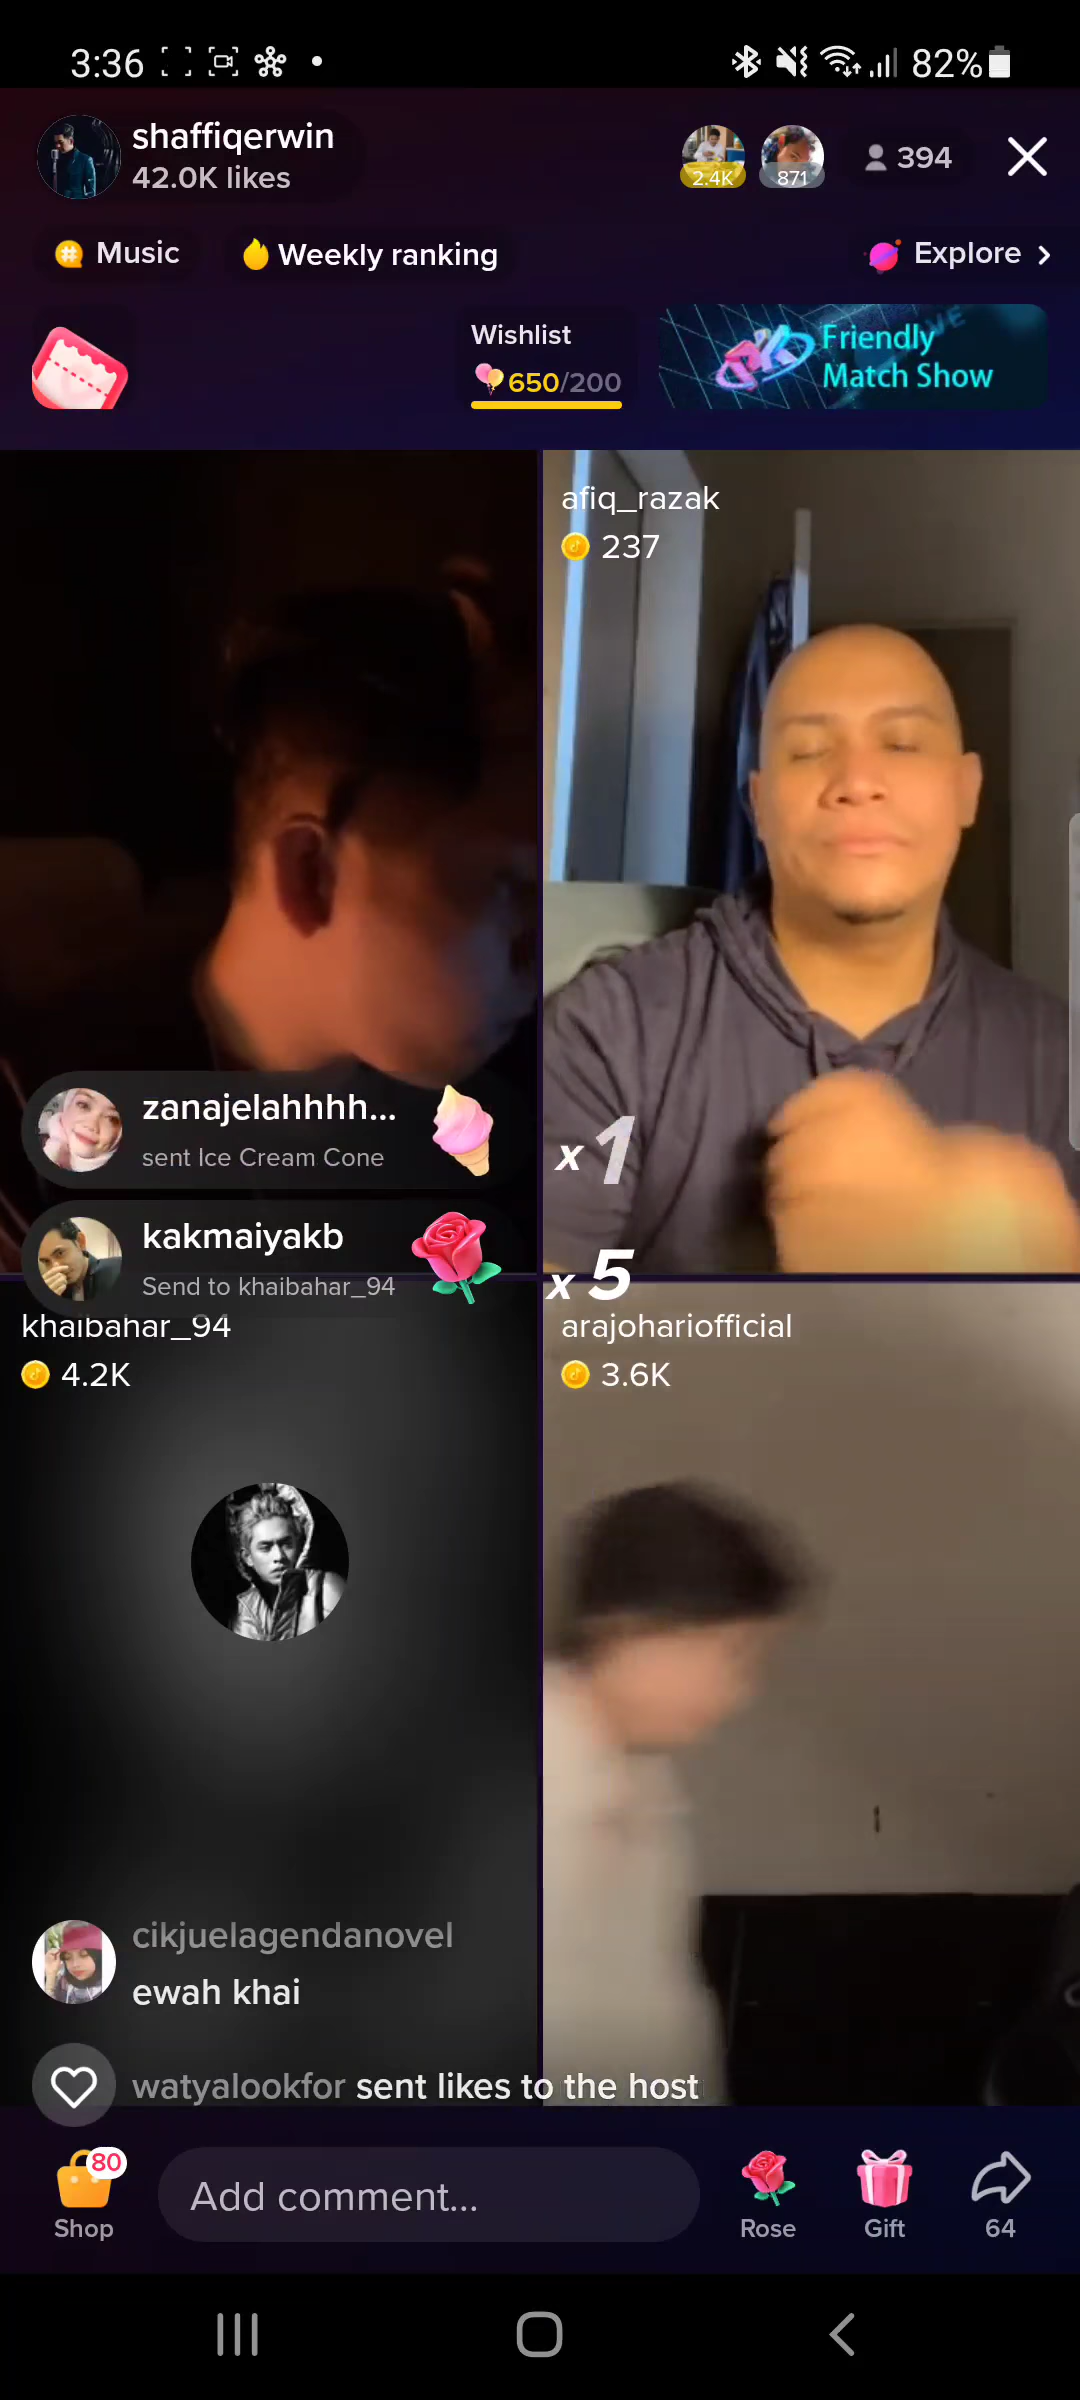 3:36
82%
shaffiqerwin
42.0K likes
2.4K
871
394
Music
Weekly ranking
Explore
Wishlist
650/200
Friendly
Match Show
afiq_razak
237
zanajelahhhh...
sent Ice Cream Cone
x 1
kakmaiyakb
Send to khaibahar_94
x 5
khaibahar_94
4.2K
arajohariofficial
3.6K
cikjuelagendanovel
ewah khai
watyalookfor sent likes to the host
80
Shop
Add comment...
Rose
Gift
64